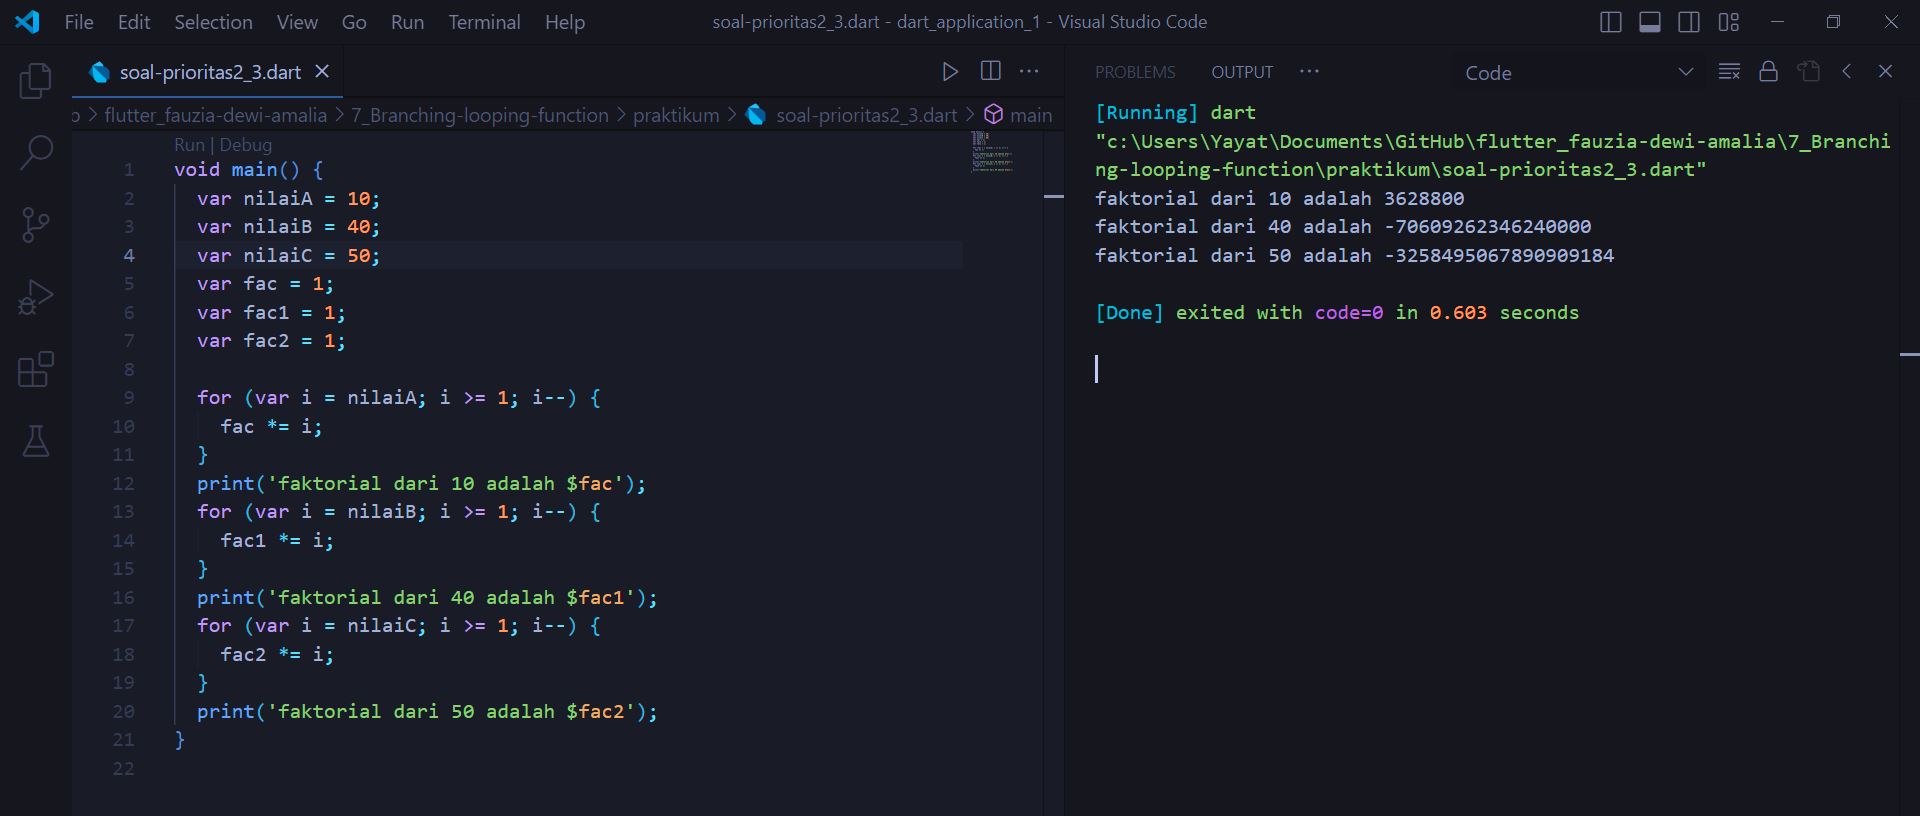 File Edit Selection View Go Run Terminal Help soal-prioritas2_3.dart - dart_application_1 - Visual Studio Code
soal-prioritas2_3.dart
flutter_fauzia-dewi-amalia > 7_Branching-looping-function > praktikum > soal-prioritas2_3.dart > main
Run | Debug
1 void main() {
2 var nilaiA = 10;
3 var nilaiB = 40;
4 var nilaiC = 50;
5 var fac = 1;
6 var fac1 = 1;
7 var fac2 = 1;
8
9 for (var i = nilaiA; i >= 1; i--) {
10 fac *= i;
11 }
12 print('faktorial dari 10 adalah $fac');
13 for (var i = nilaiB; i >= 1; i--) {
14 fac1 *= i;
15 }
16 print('faktorial dari 40 adalah $fac1');
17 for (var i = nilaiC; i >= 1; i--) {
18 fac2 *= i;
19 }
20 print('faktorial dari 50 adalah $fac2');
21 }
22
PROBLEMS OUTPUT ··· Code
[Running] dart
"c:\Users\Yayat\Documents\GitHub\flutter_fauzia-dewi-amalia\7_Branchi
ng-looping-function\praktikum\soal-prioritas2_3.dart"
faktorial dari 10 adalah 3628800
faktorial dari 40 adalah -70609262346240000
faktorial dari 50 adalah -3258495067890909184
[Done] exited with code=0 in 0.603 seconds